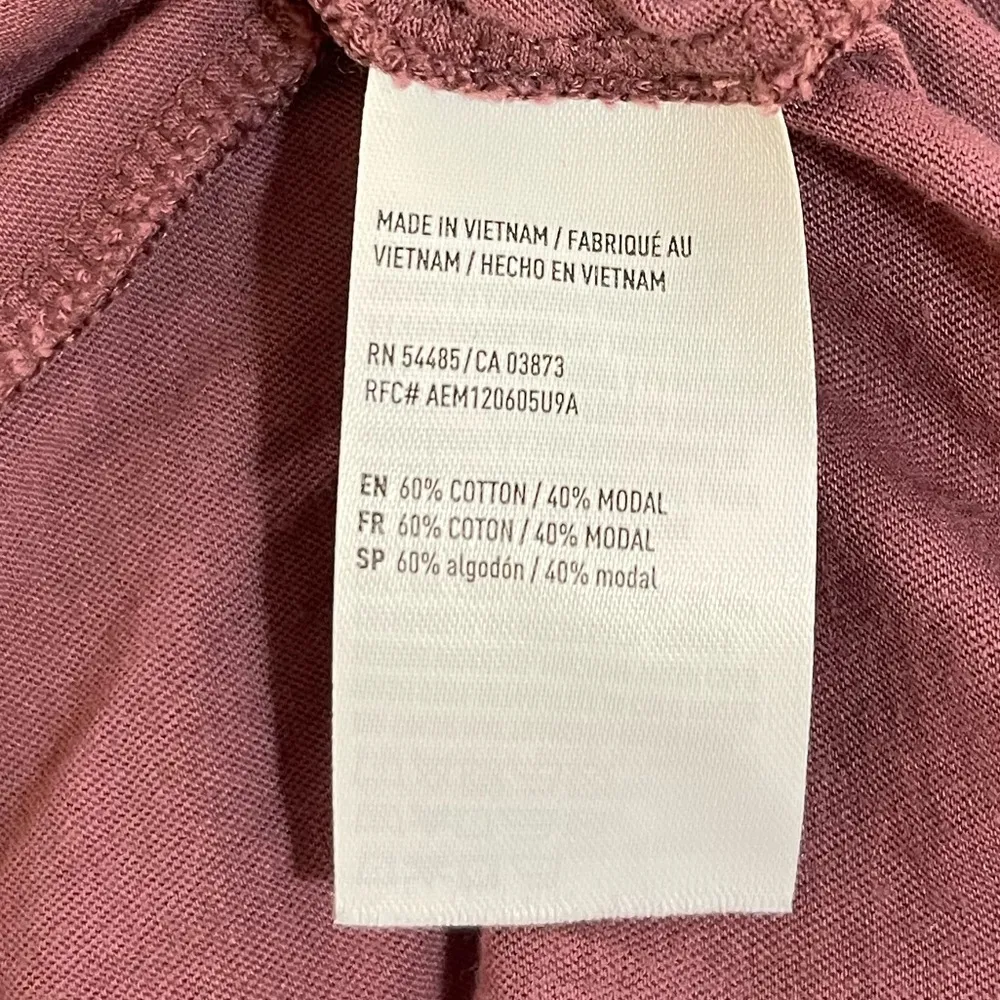 MADE IN VIETNAM / FABRIQUÉ AU
VIETNAM / HECHO EN VIETNAM
RN 54485/CA 03873
RFC# AEM120605U9A
EN 60% COTTON / 40% MODAL
FR 60% COTON / 40% MODAL
SP 60% algodón / 40% modal